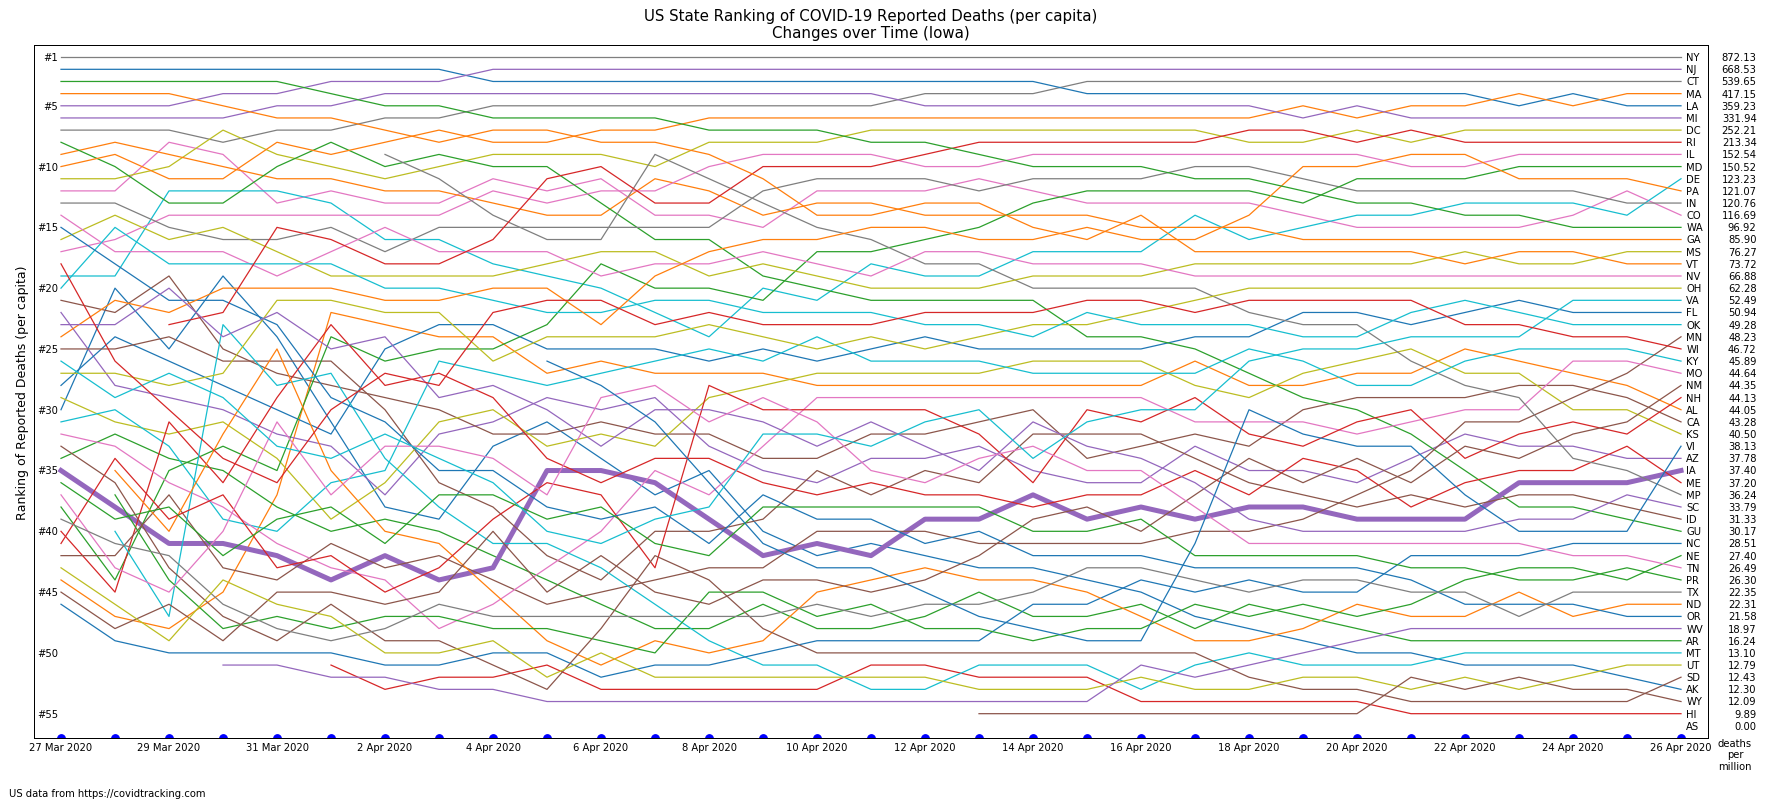 US State Ranking of COVID-19 Reported Deaths (per capita)
Changes over Time (Iowa)
Ranking of Reported Deaths (per capita)
#1
#5
#10
#15
#20
#25
#30
#35
#40
#45
#50
#55
NY 872.13
NJ 668.53
CT 539.65
MA 417.15
LA 359.23
MI 331.94
DC 252.21
RI 213.34
IL 152.54
MD 150.52
DE 123.23
PA 121.07
IN 120.76
CO 116.69
WA 96.92
GA 85.90
MS 76.27
VT 73.72
NV 66.88
OH 62.28
VA 52.49
FL 50.94
OK 49.28
MN 48.23
WI 46.72
KY 45.89
MO 44.64
NM 44.35
NH 44.13
AL 44.05
CA 43.28
KS 40.50
VI 38.13
AZ 37.78
IA 37.40
ME 37.20
MP 36.24
SC 33.79
ID 31.33
GU 30.17
NC 28.51
NE 27.40
TN 26.49
PR 26.30
TX 22.35
ND 22.31
OR 21.58
WV 18.97
AR 16.24
MT 13.10
UT 12.79
SD 12.43
AK 12.30
WY 12.09
HI 9.89
AS 0.00
27 Mar 2020 29 Mar 2020 31 Mar 2020 2 Apr 2020 4 Apr 2020 6 Apr 2020 8 Apr 2020 10 Apr 2020 12 Apr 2020 14 Apr 2020 16 Apr 2020 18 Apr 2020 20 Apr 2020 22 Apr 2020 24 Apr 2020 26 Apr 2020
deaths
per
million
US data from https://covidtracking.com